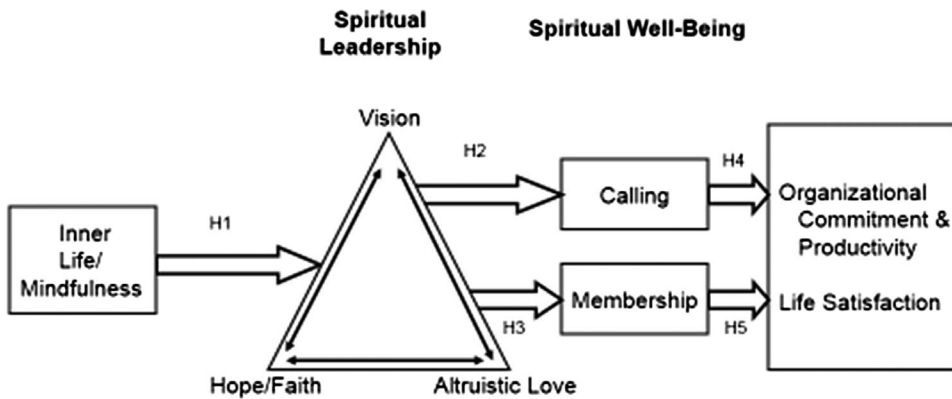 Spiritual
Leadership
Spiritual Well-Being
Vision
H2
H4
Calling
Organizational
Commitment &
Productivity
Inner
Life/
Mindfulness
H1
Membership
Life Satisfaction
H3
H5
Hope/Faith
Altruistic Love